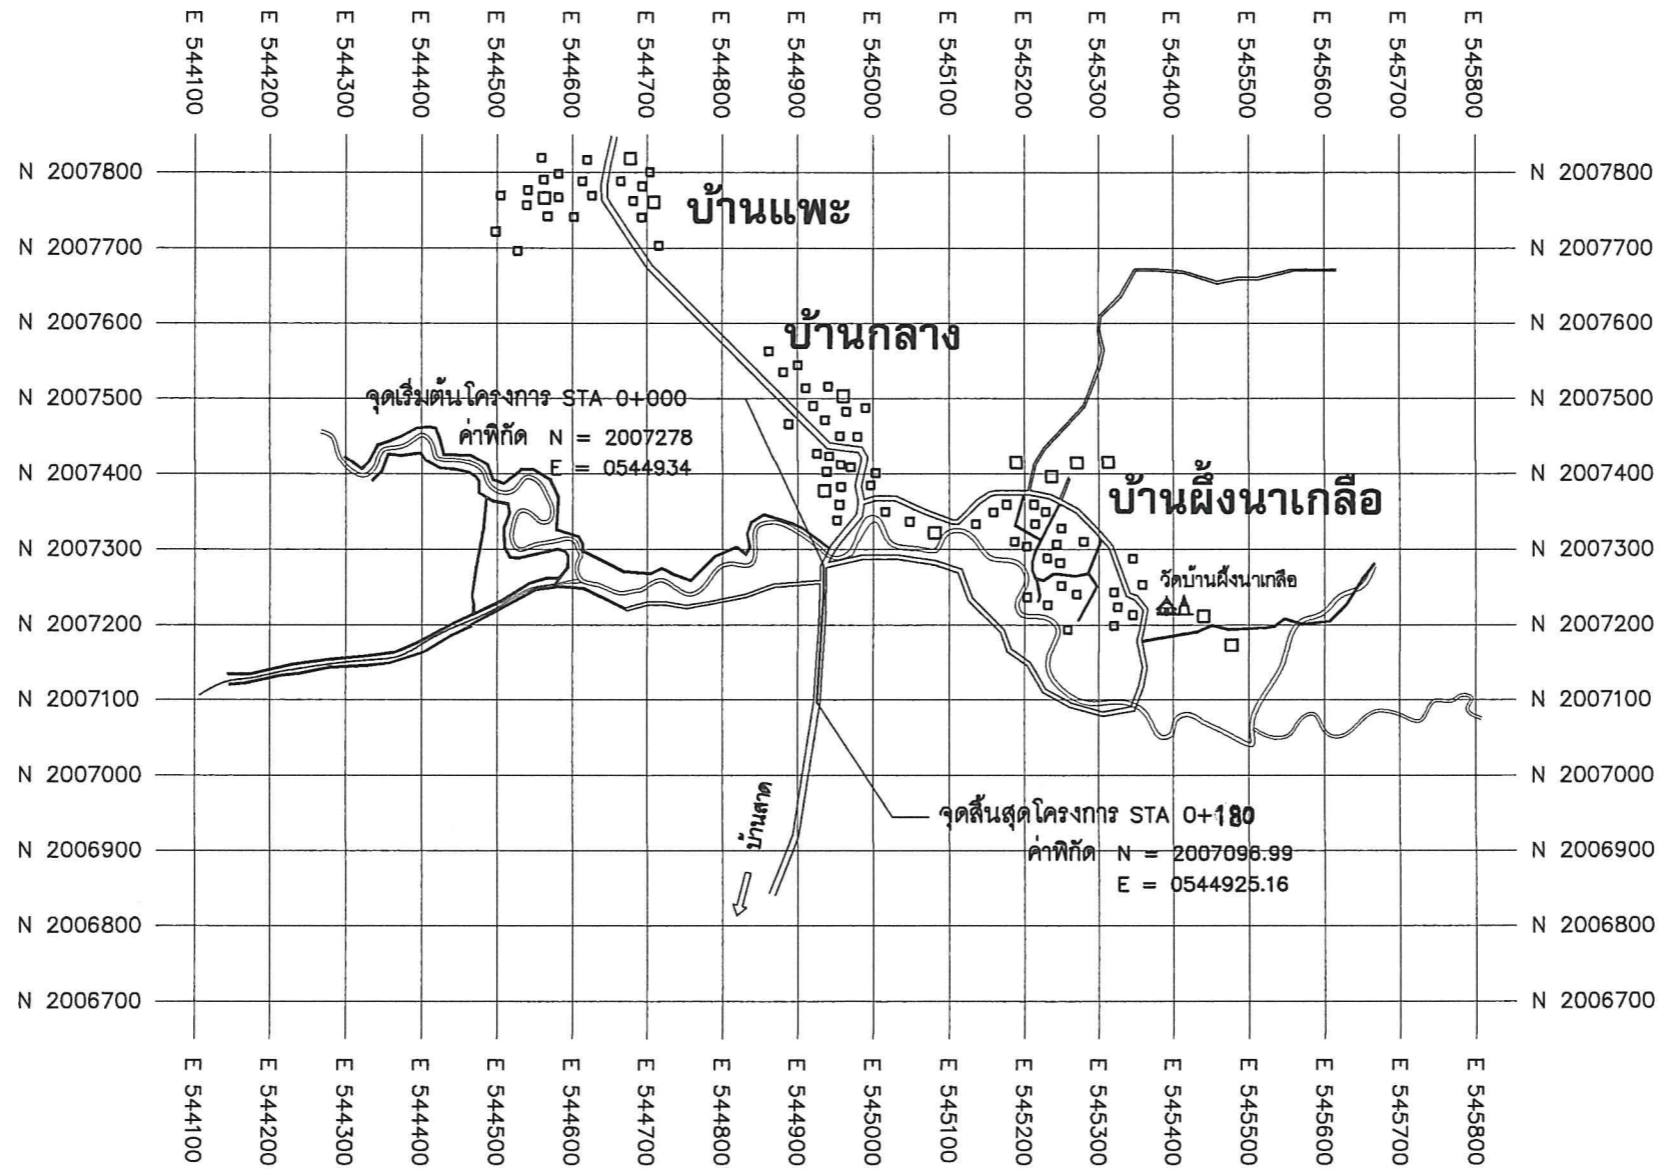 E 544100 E 544200 E 544300 E 544400 E 544500 E 544600 E 544700 E 544800 E 544900 E 545000 E 545100 E 545200 E 545300 E 545400 E 545500 E 545600 E 545700 E 545800
N 2007800 N 2007800
บ้านแพะ
N 2007700 N 2007700
N 2007600 N 2007600
บ้านกลาง
N 2007500 N 2007500
จุดเริ่มต้นโครงการ STA 0+000
ค่าพิกัด N = 2007278
E = 0544934
N 2007400 N 2007400
บ้านผึ้งนาเกลือ
N 2007300 N 2007300
วัดบ้านผึ้งนาเกลือ
N 2007200 N 2007200
N 2007100 N 2007100
N 2007000 N 2007000
บ้านสาด
จุดสิ้นสุดโครงการ STA 0+180
N 2006900 N 2006900
ค่าพิกัด N = 2007096.99
E = 0544925.16
N 2006800 N 2006800
N 2006700 N 2006700
E 544100 E 544200 E 544300 E 544400 E 544500 E 544600 E 544700 E 544800 E 544900 E 545000 E 545100 E 545200 E 545300 E 545400 E 545500 E 545600 E 545700 E 545800